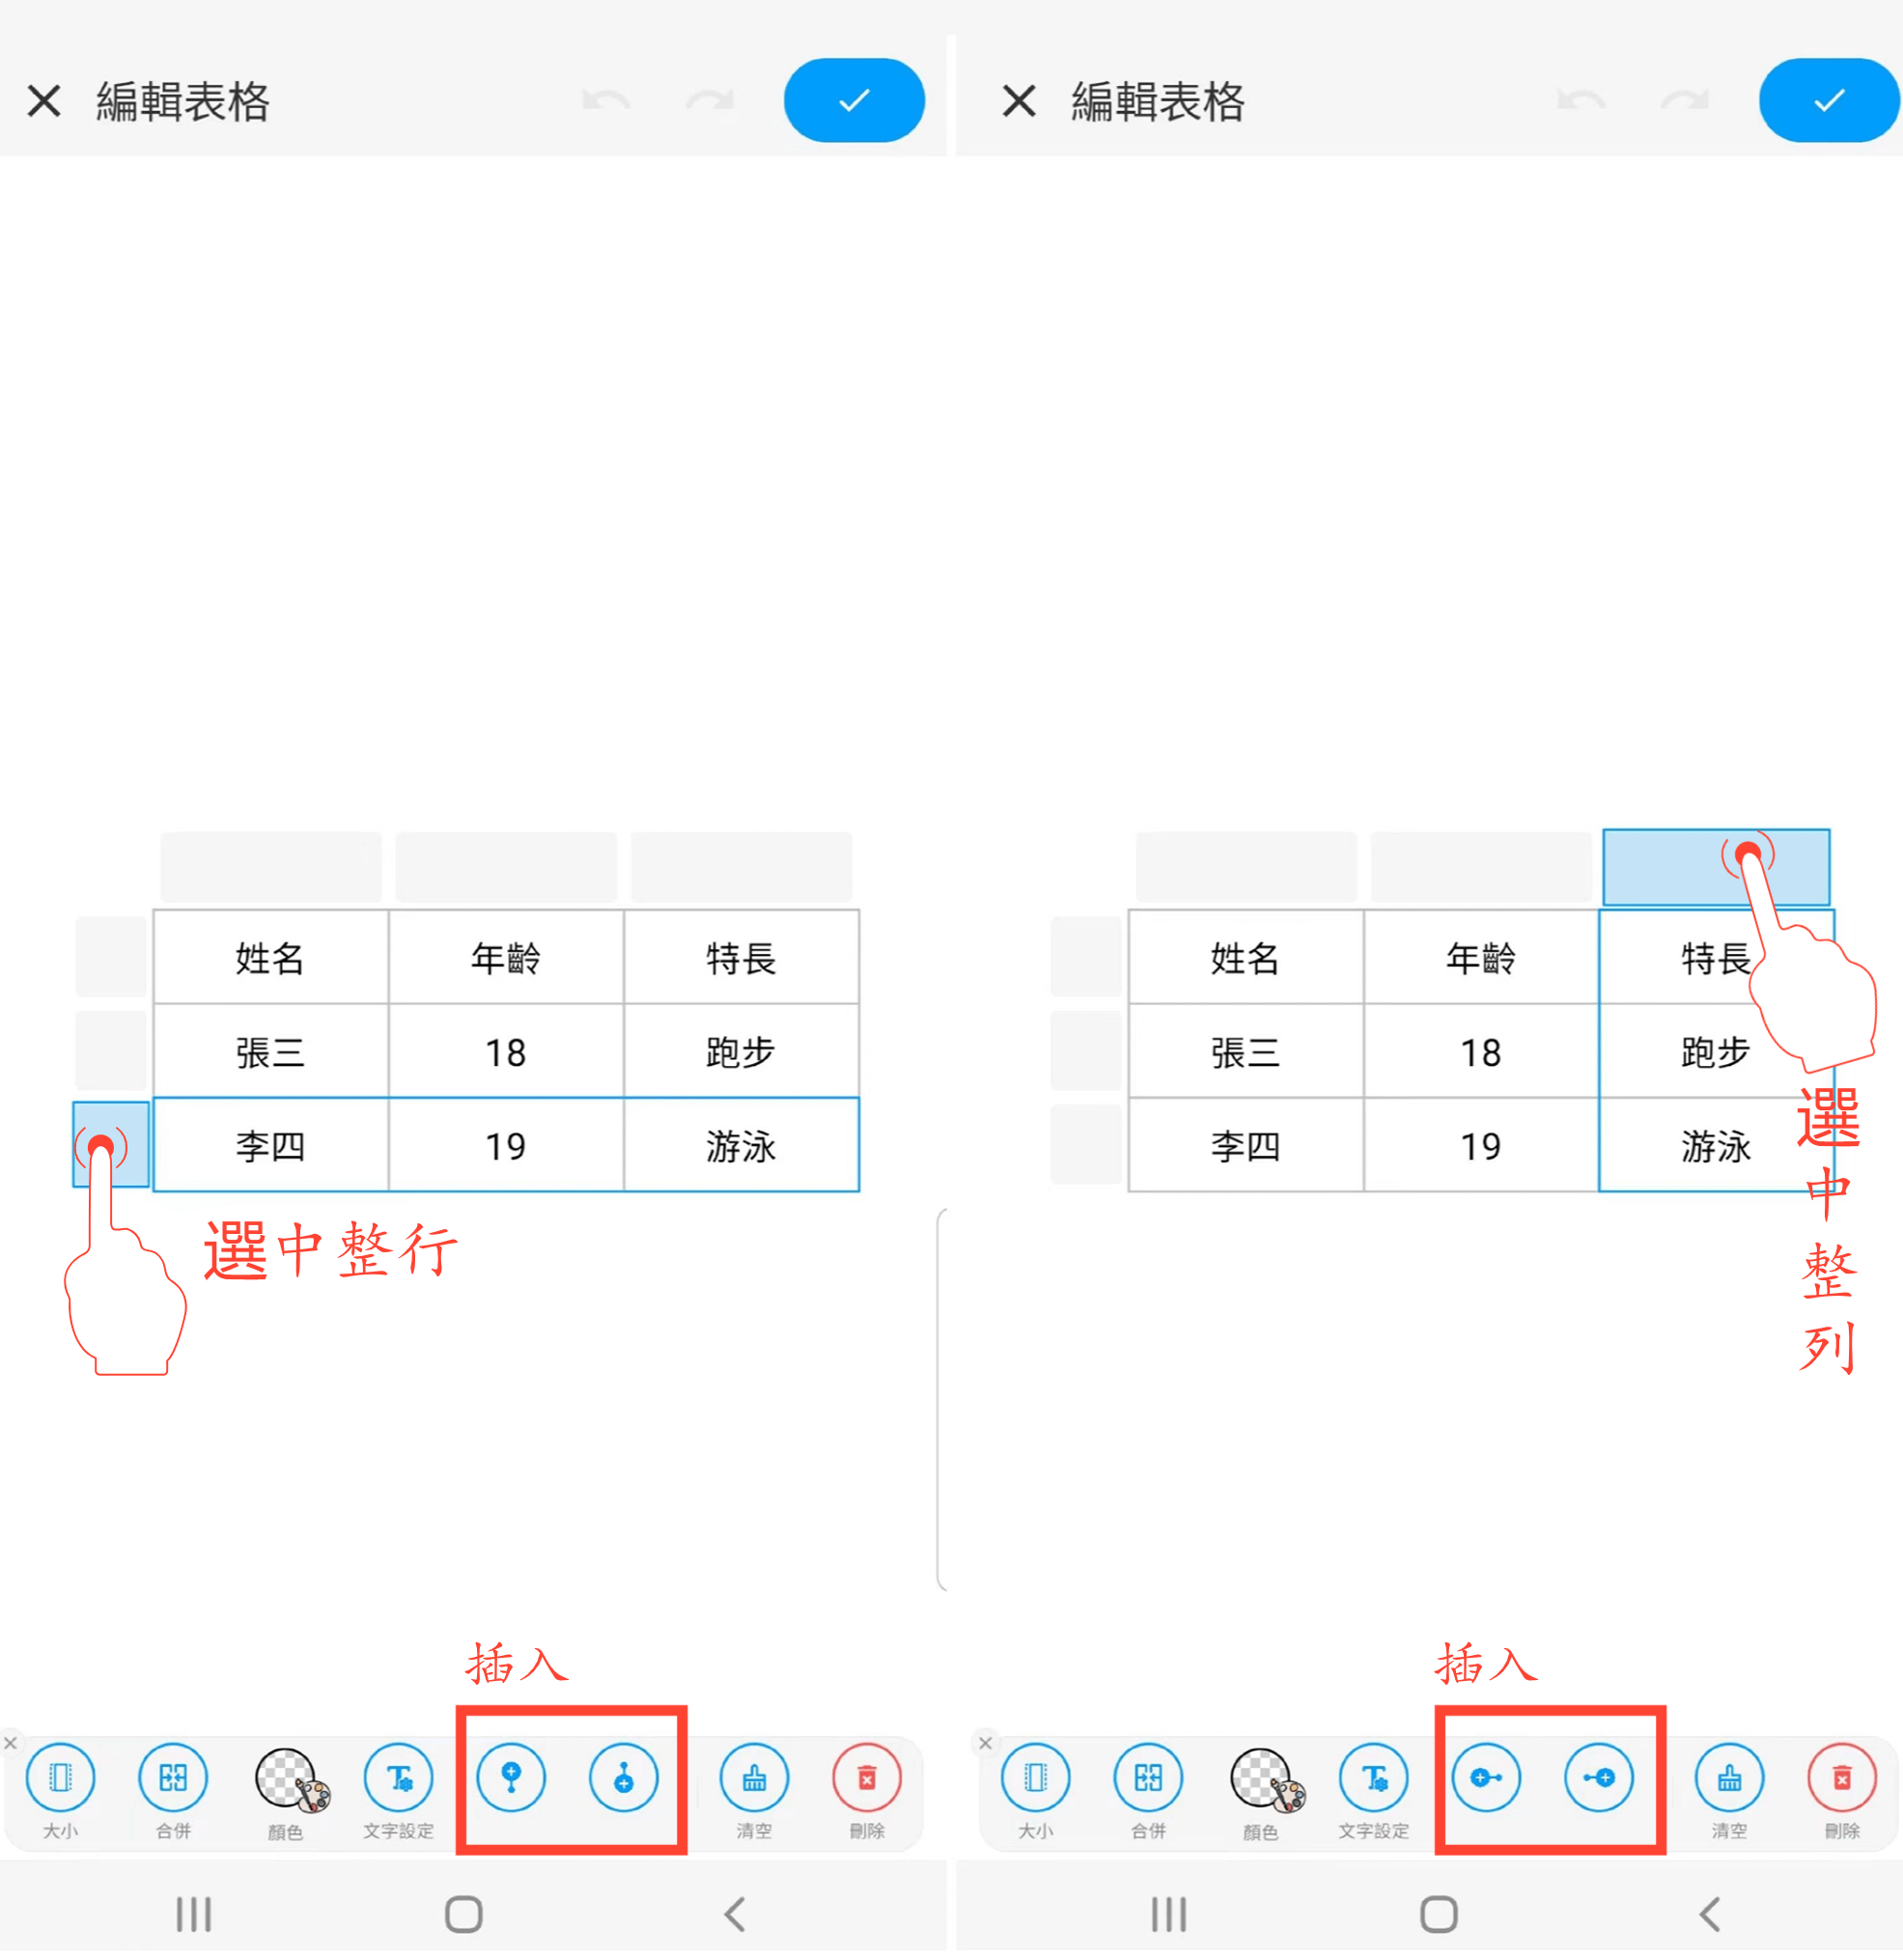 編輯表格
姓名 年齡 特長
張三 18 跑步
李四 19 游泳
選中整行
插入
大小 合併 顏色 文字設定 清空 刪除
編輯表格
姓名 年齡 特長
張三 18 跑步
李四 19 游泳
選
中
整
列
插入
大小 合併 顏色 文字設定 清空 刪除